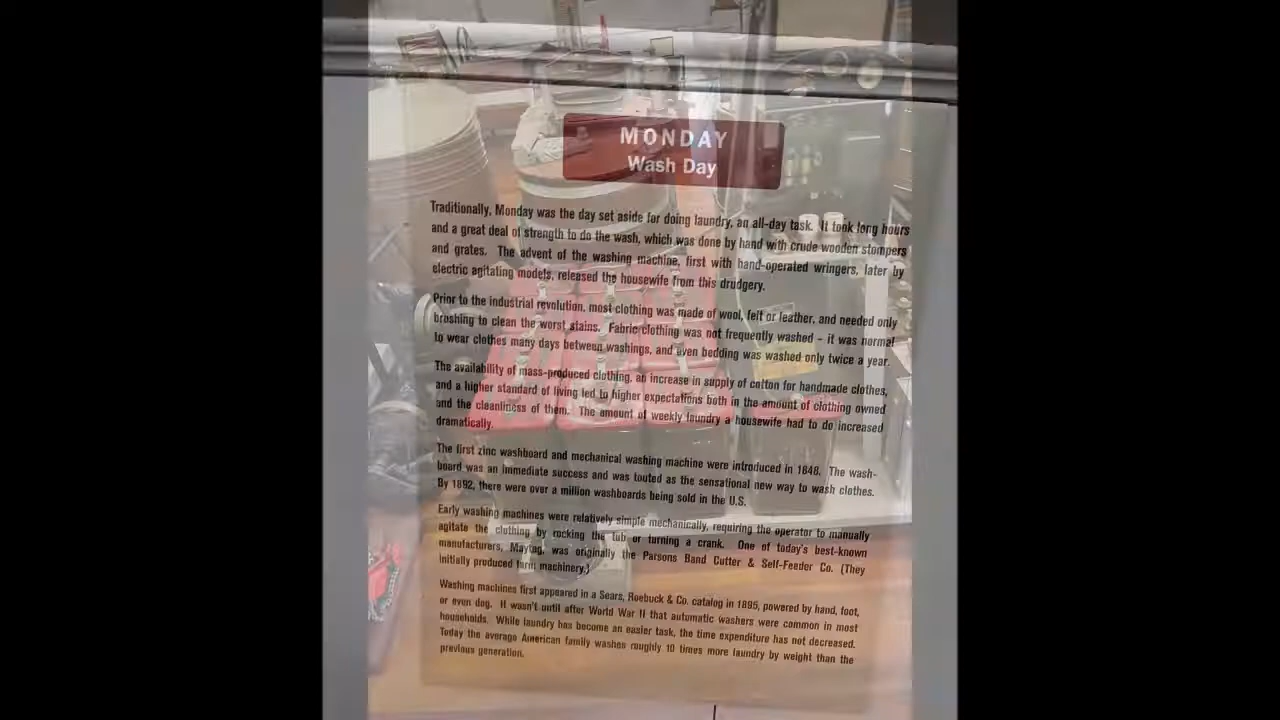 MONDAY
Wash Day
Traditionally, Monday was the day set aside for doing laundry, an all-day task. It took long hours
and a great deal of strength to do the wash, which was done by hand with crude wooden stompers
and grates. The advent of the washing machine, first with hand-operated wringers, later by
electric agitating models, released the housewife from this drudgery.
Prior to the industrial revolution, most clothing was made of wool, felt or leather, and needed only
brushing to clean the worst stains. Fabric clothing was not frequently washed - it was normal
to wear clothes many days between washings, and even bedding was washed only twice a year.
The availability of mass-produced clothing, an increase in supply of cotton for handmade clothes,
and a higher standard of living led to higher expectations both in the amount of clothing owned
and the cleanliness of them. The amount of weekly laundry a housewife had to do increased
dramatically.
The first zinc washboard and mechanical washing machine were introduced in 1846. The wash-
board was an immediate success and was touted as the sensational new way to wash clothes.
By 1892, there were over a million washboards being sold in the U.S.
Early washing machines were relatively simple mechanically, requiring the operator to manually
agitate the clothing by rocking the tub or turning a crank. One of today's best-known
manufacturers, Maytag, was originally the Parsons Band Cutter & Self-Feeder Co. (They
initially produced farm machinery.)
Washing machines first appeared in a Sears, Roebuck & Co. catalog in 1895, powered by hand, foot,
or even dog. It wasn't until after World War II that automatic washers were common in most
households. While laundry has become an easier task, the time expenditure has not decreased.
Today the average American family washes roughly 10 times more laundry by weight than the
previous generation.